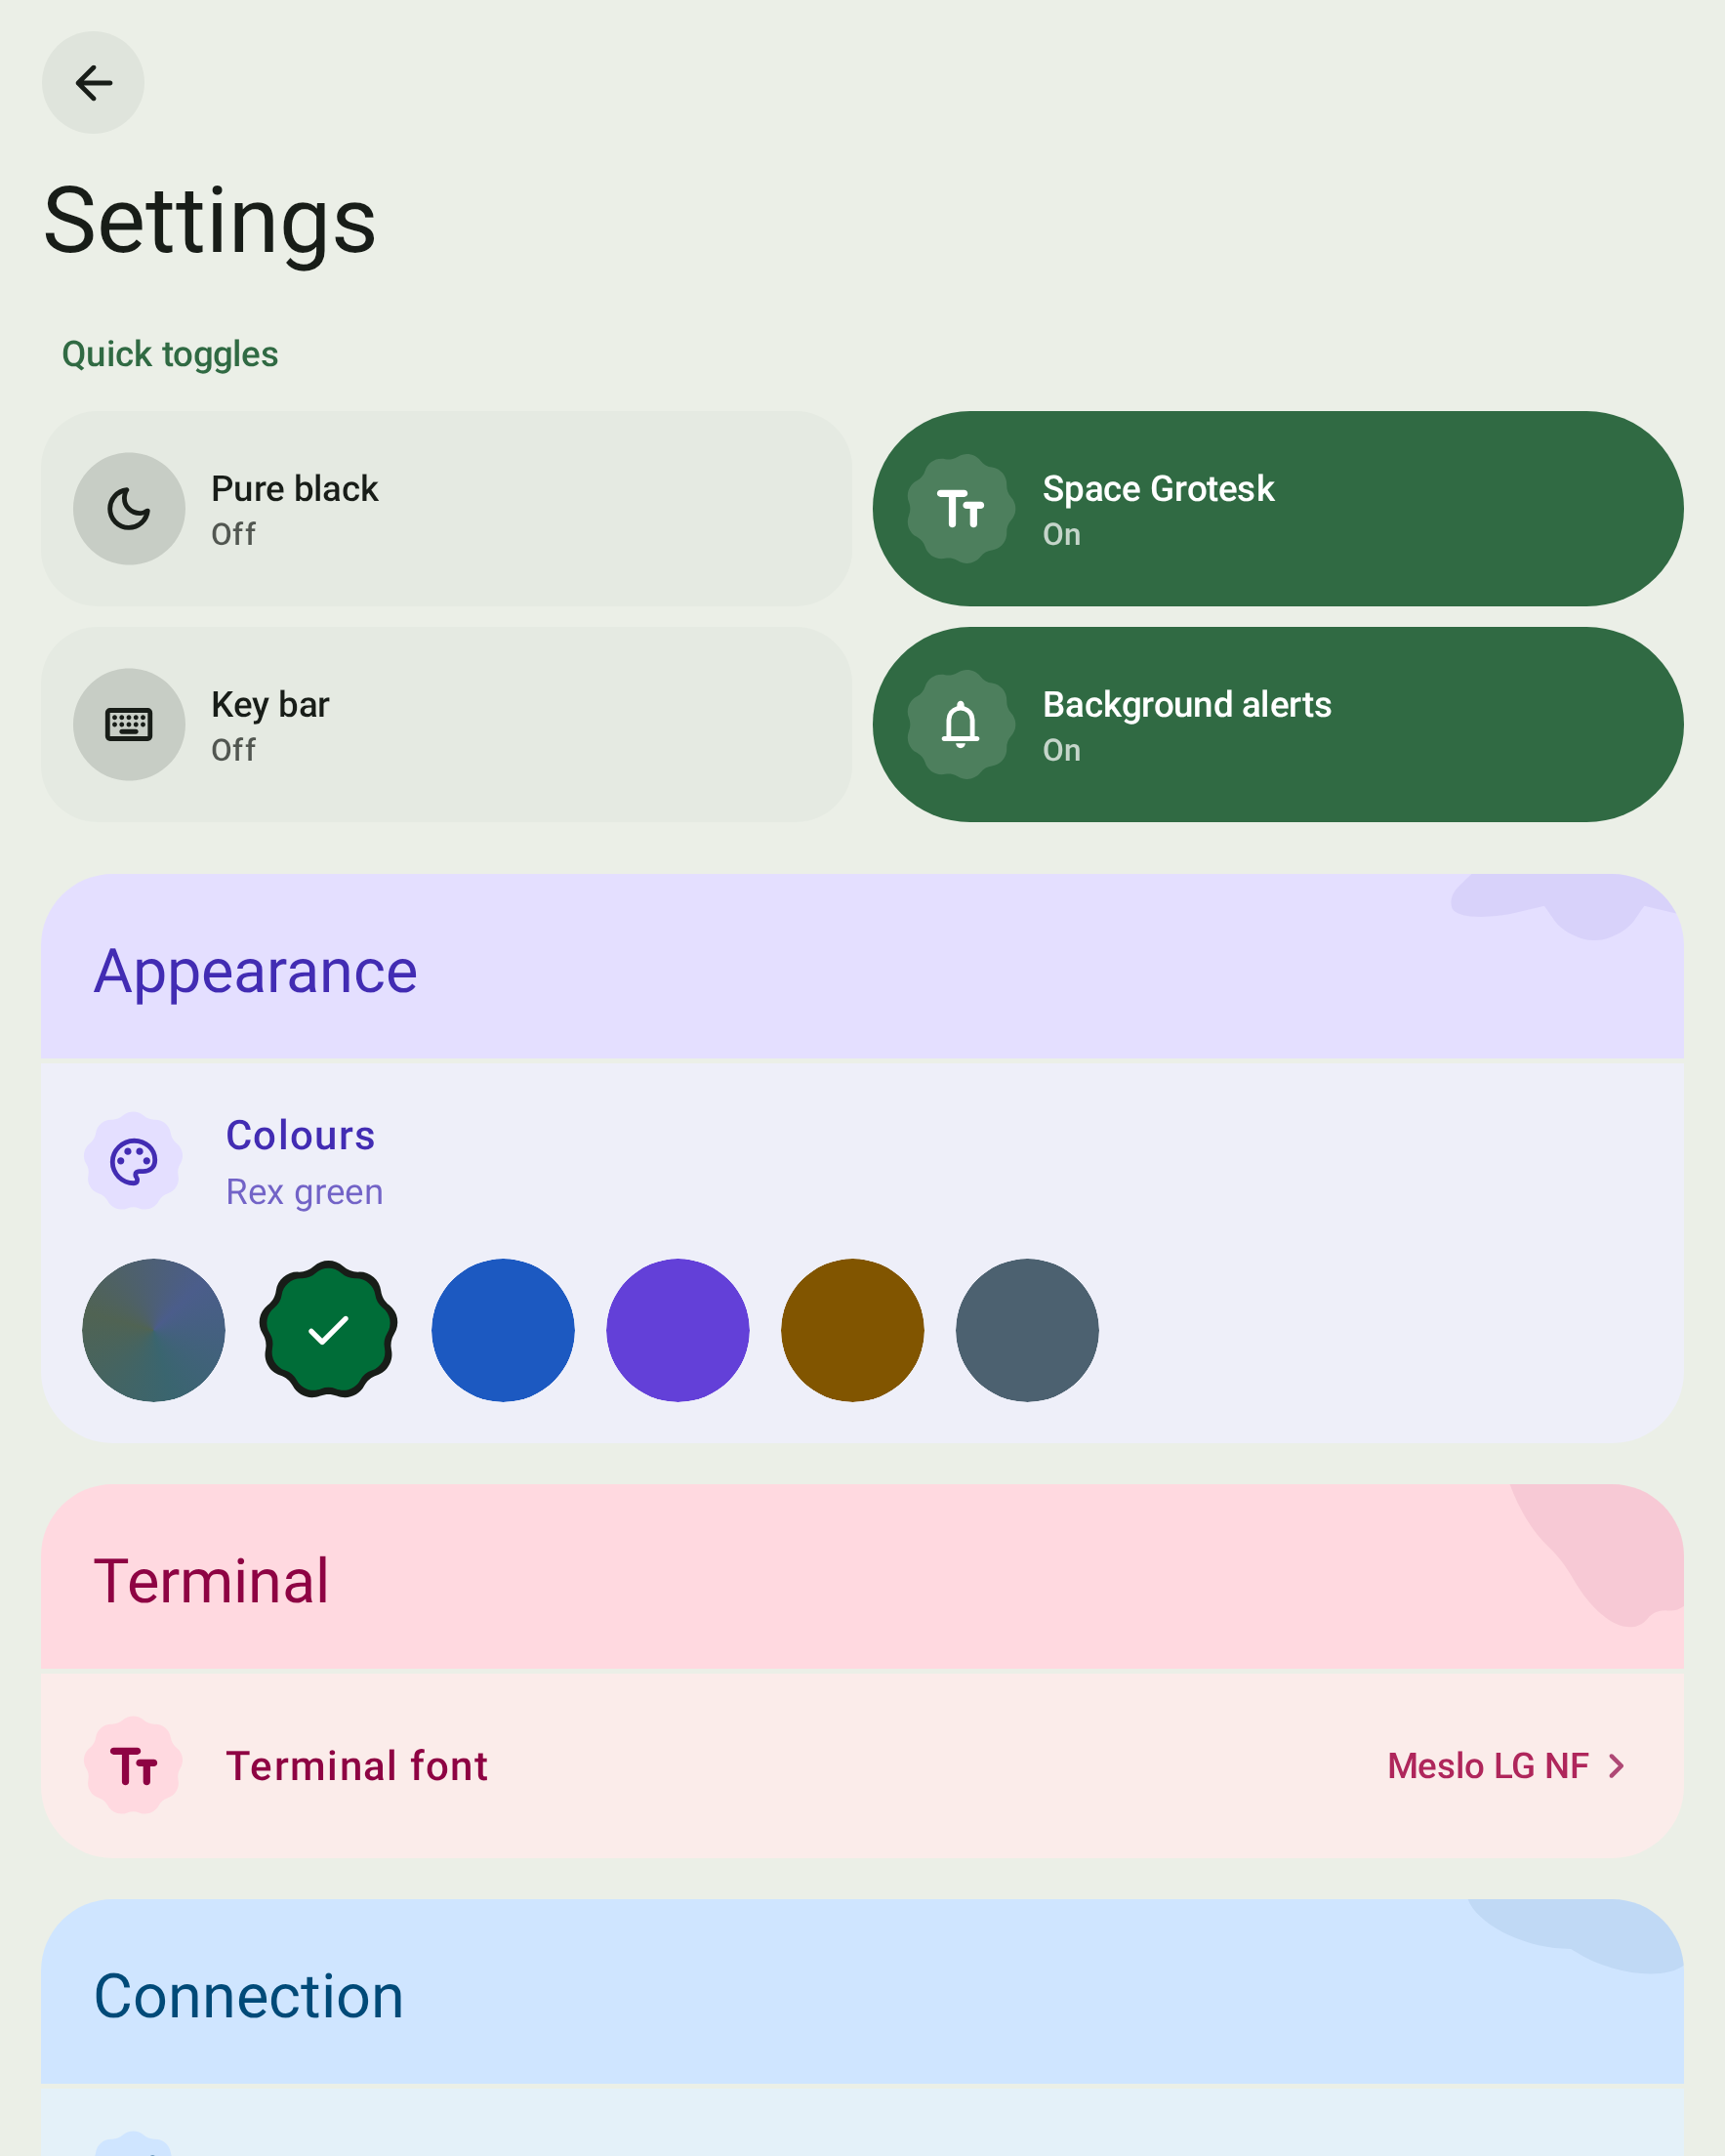 Settings
Quick toggles
Pure black
Off
Space Grotesk
On
Key bar
Off
Background alerts
On
Appearance
Colours
Rex green
Terminal
Terminal font
Meslo LG NF
Connection